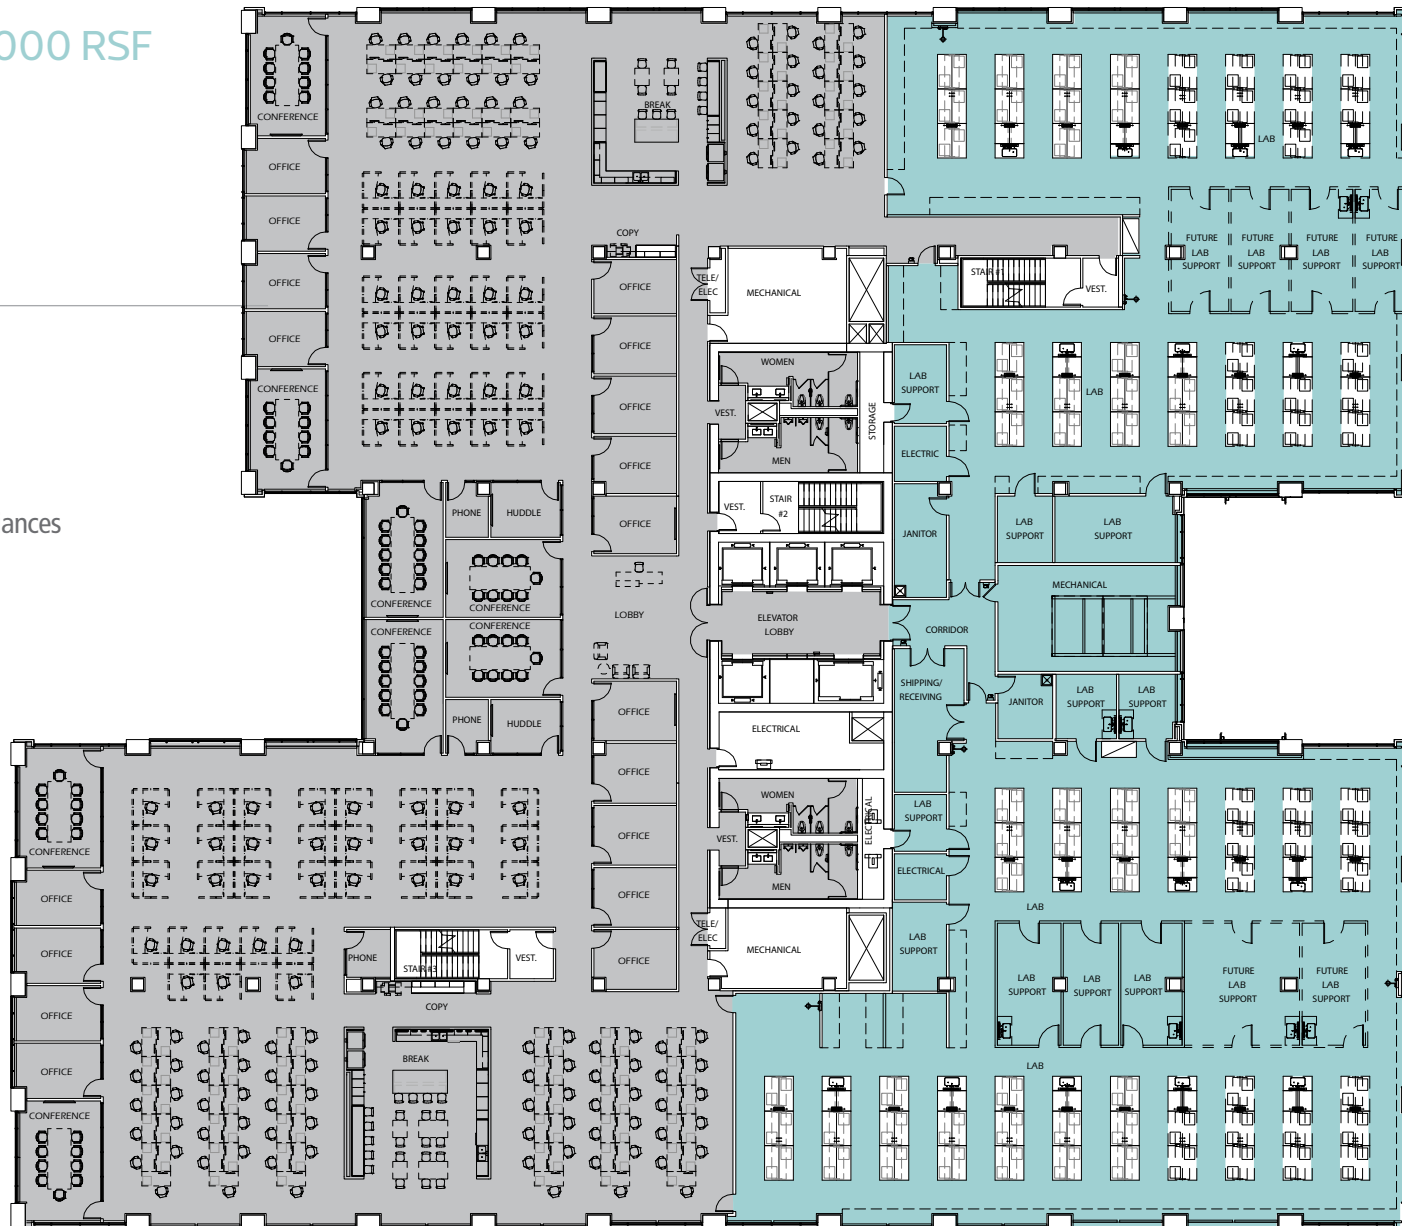 000 RSF
ances
CONFERENCE
OFFICE
OFFICE
OFFICE
OFFICE
CONFERENCE
BREAK
COPY
OFFICE
OFFICE
OFFICE
OFFICE
OFFICE
TELE/
ELEC
MECHANICAL
WOMEN
VEST.
MEN
STORAGE
VEST.
STAIR
#2
LAB
FUTURE
LAB
SUPPORT
FUTURE
LAB
SUPPORT
FUTURE
LAB
SUPPORT
FUTURE
LAB
SUPPORT
STAIR #1
VEST.
LAB
SUPPORT
LAB
ELECTRIC
JANITOR
LAB
SUPPORT
LAB
SUPPORT
MECHANICAL
PHONE
HUDDLE
CONFERENCE
CONFERENCE
CONFERENCE
CONFERENCE
PHONE
HUDDLE
LOBBY
ELEVATOR
LOBBY
CORRIDOR
SHIPPING/
RECEIVING
JANITOR
LAB
SUPPORT
LAB
SUPPORT
OFFICE
OFFICE
OFFICE
OFFICE
OFFICE
ELECTRICAL
WOMEN
VEST.
MEN
ELECTRICAL
TELE/
ELEC
MECHANICAL
LAB
SUPPORT
ELECTRICAL
LAB
SUPPORT
LAB
LAB
SUPPORT
LAB
SUPPORT
LAB
SUPPORT
FUTURE
LAB
SUPPORT
FUTURE
LAB
SUPPORT
LAB
CONFERENCE
OFFICE
OFFICE
OFFICE
OFFICE
CONFERENCE
PHONE
STAIR #3
VEST.
COPY
BREAK